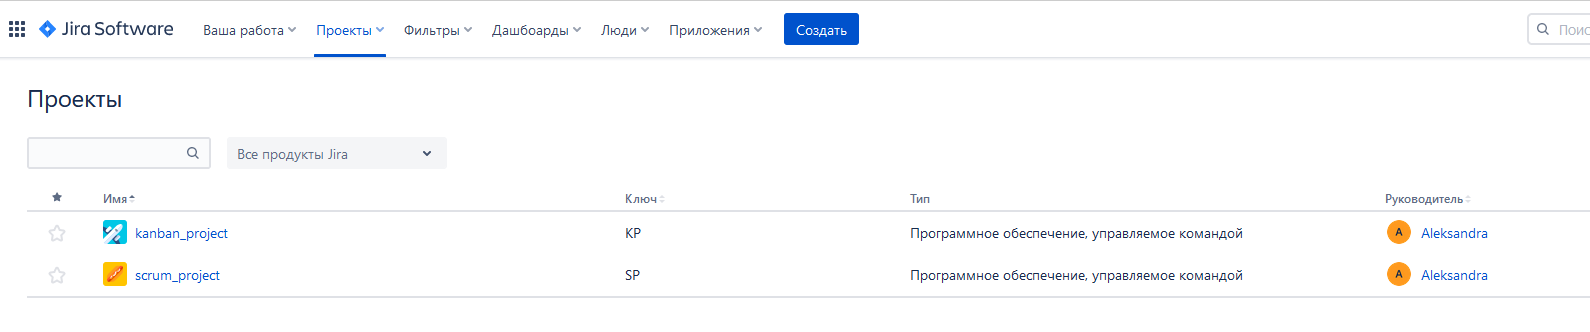 Jira Software Ваша работа Проекты Фильтры Дашборды Люди Приложения Создать Поис
Проекты
Все продукты Jira
Имя Ключ Тип Руководитель
kanban_project KP Программное обеспечение, управляемое командой A Aleksandra
scrum_project SP Программное обеспечение, управляемое командой A Aleksandra